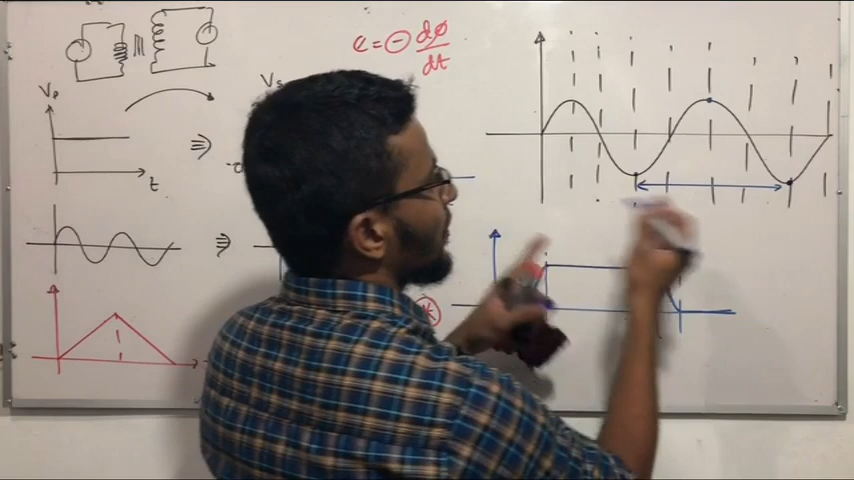 e = ⊖ dφ/dt
Vs
Vp
t
*